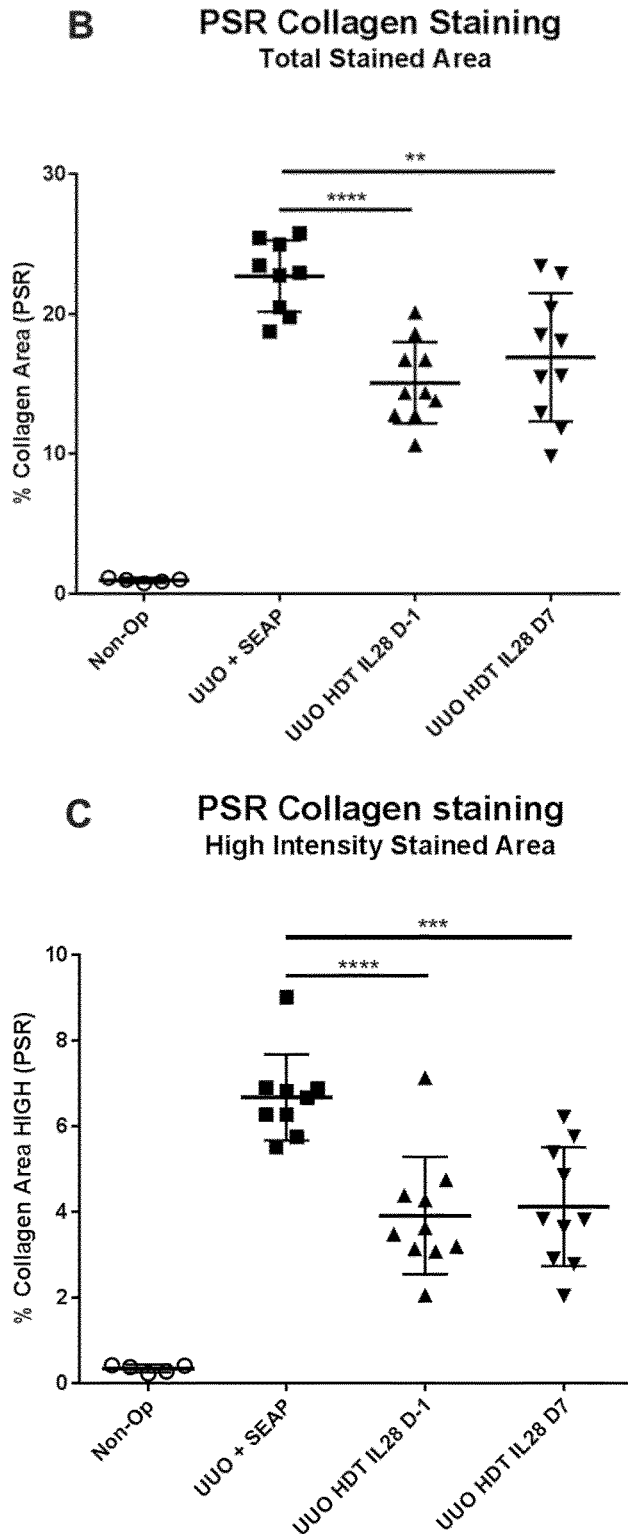 B PSR Collagen Staining
Total Stained Area
**
****
30
20
10
0
% Collagen Area (PSR)
Non-Op
UUO + SEAP
UUO HDT IL28 D-1
UUO HDT IL28 D7
C PSR Collagen staining
High Intensity Stained Area
***
****
10
8
6
4
2
0
% Collagen Area HIGH (PSR)
Non-Op
UUO + SEAP
UUO HDT IL28 D-1
UUO HDT IL28 D7